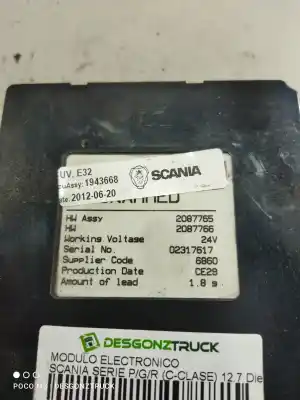 UV, E32
Assy: 1943668
ate: 2012-06-20
SCANIA
HW Assy 2087765
HW 2087766
Working Voltage 24V
Serial No. 02317617
Supplier Code 6860
Production Date CE28
Amount of lead 1.8 g
DESGONZTRUCK
MODULO ELECTRONICO
SCANIA SERIE P/G/R (C-CLASE) 12.7 Die
POCO M